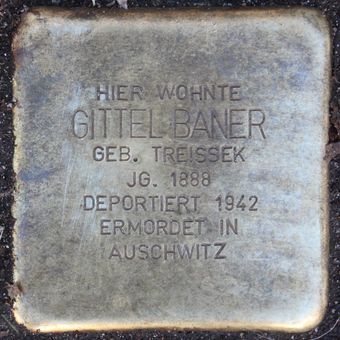 HIER WOHNTE
GITTEL BANER
GEB. TREISSEK
JG. 1888
DEPORTIERT 1942
ERMORDET IN
AUSCHWITZ